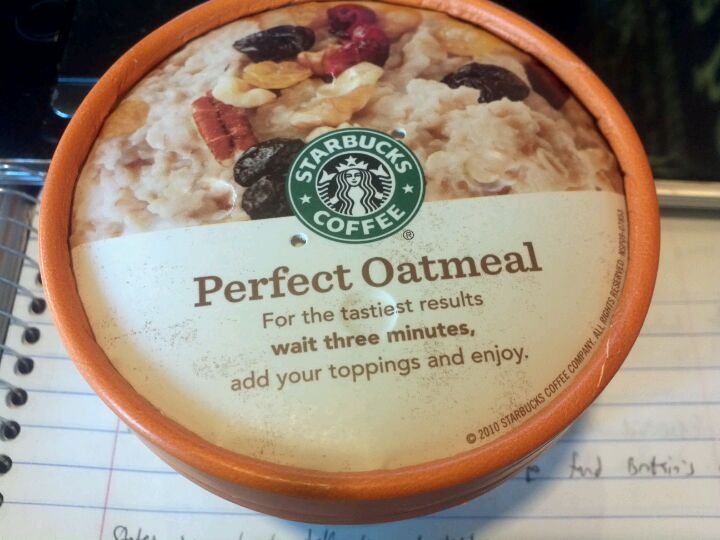 STARBUCKS
COFFEE
®
Perfect Oatmeal
For the tastiest results
wait three minutes,
add your toppings and enjoy.
© 2010 STARBUCKS COFFEE COMPANY. ALL RIGHTS RESERVED.
find